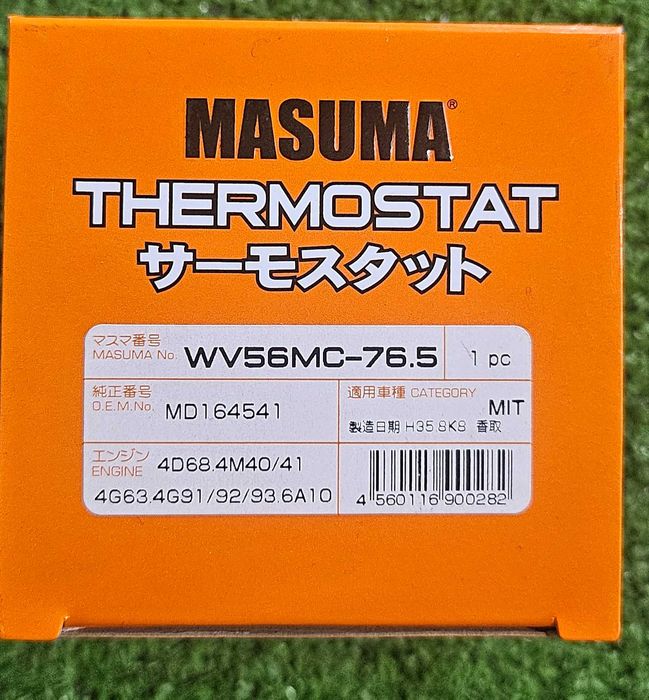 MASUMA®
THERMOSTAT
サーモスタット
マスマ番号
MASUMA No. WV56MC-76.5 1 pc
純正番号
O.E.M.No. MD164541
適用車種 CATEGORY
MIT
製造日期 H35.8K8 香取
エンジン
ENGINE 4D68.4M40/41
4G63.4G91/92/93.6A10
4 560116 900282